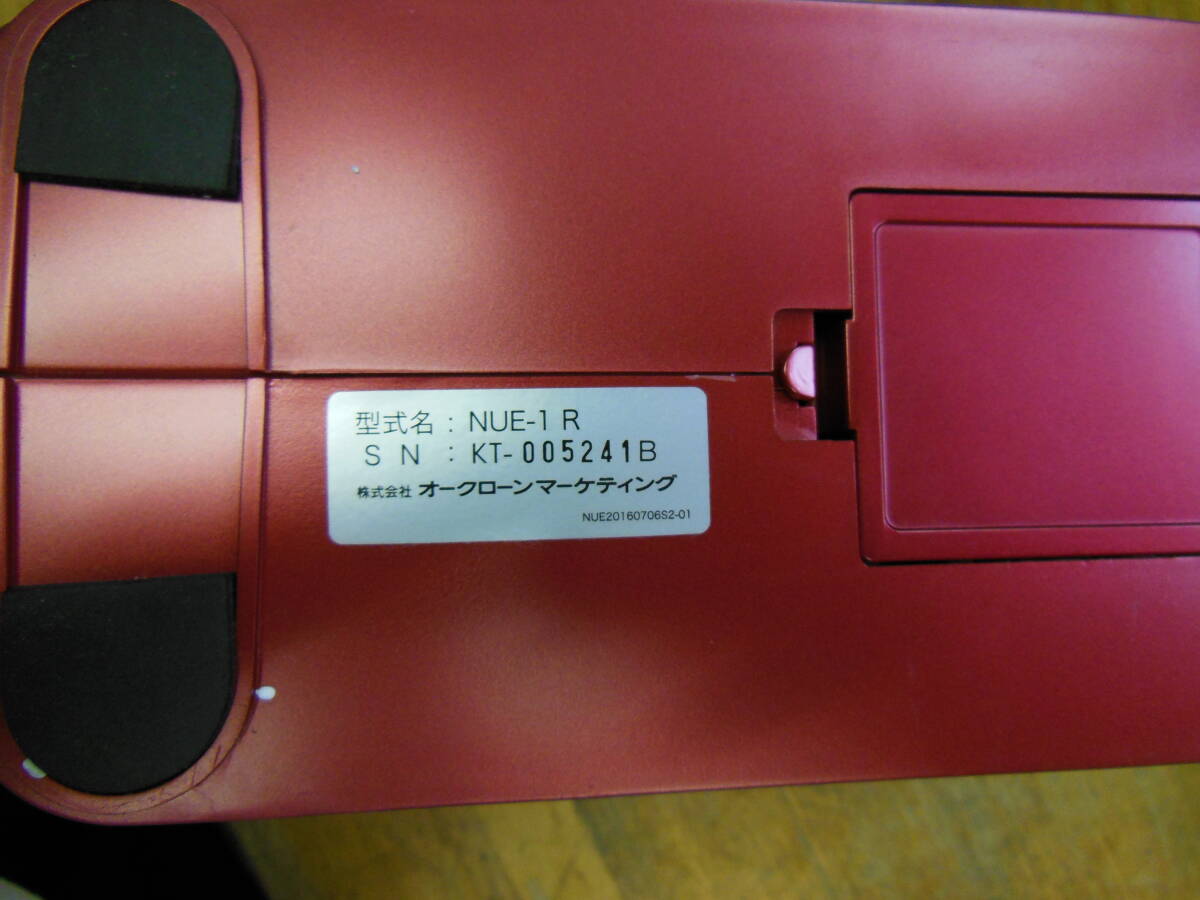 型式名 : NUE-1 R
S N : KT-005241B
株式会社 オークローンマーケティング
NUE20160706S2-01